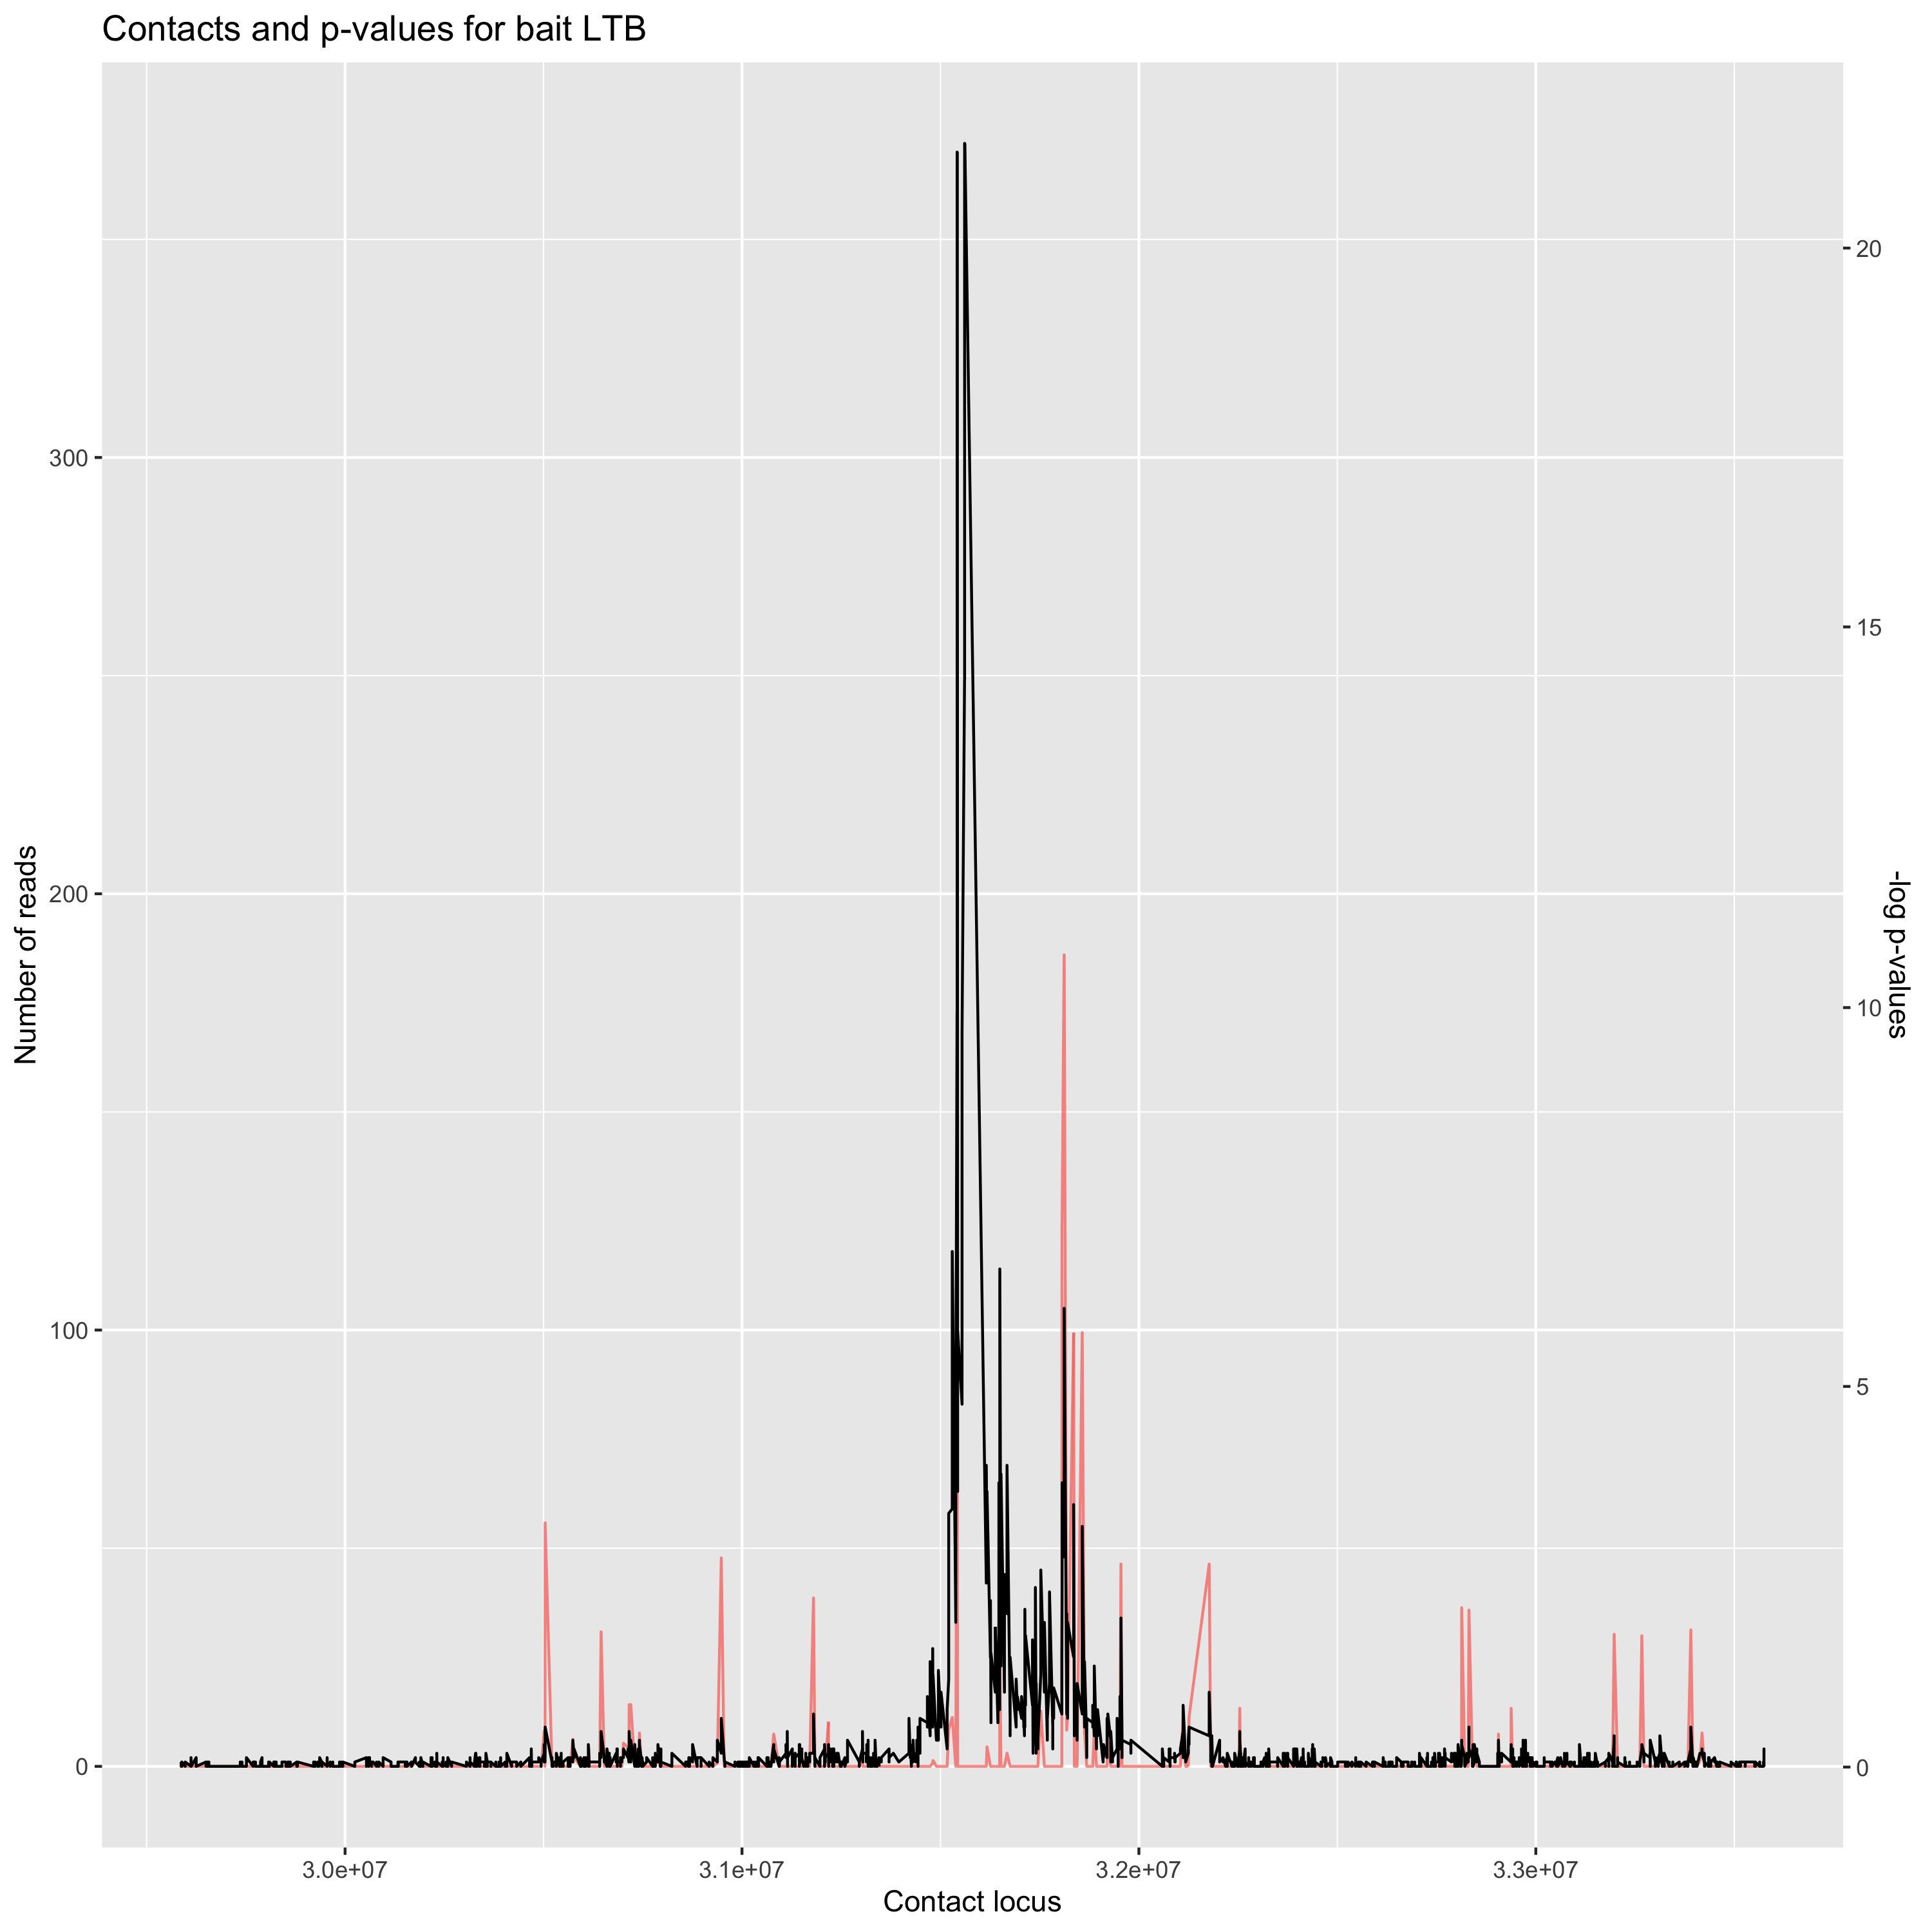 Contacts and p-values for bait LTB
Number of reads
300
200
100
0
20
15
10
5
0
-log p-values
3.0e+07
3.1e+07
3.2e+07
3.3e+07
Contact locus